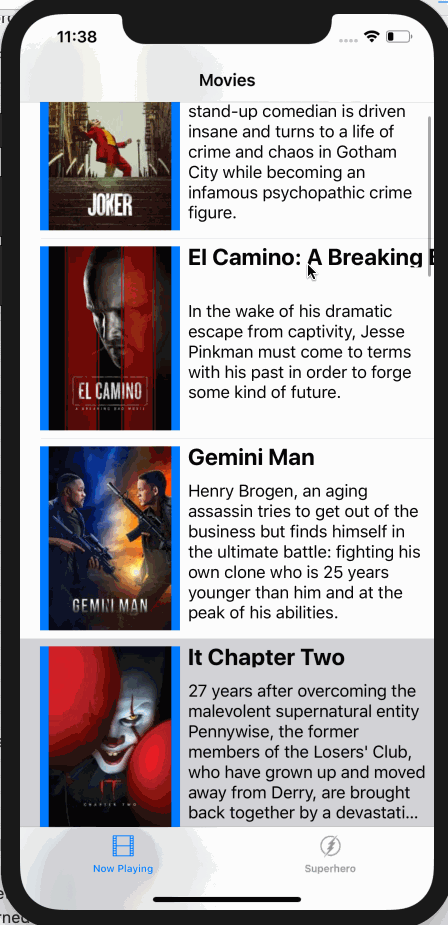 11:38
Movies
stand-up comedian is driven
insane and turns to a life of
crime and chaos in Gotham
City while becoming an
infamous psychopathic crime
figure.
JOKER
El Camino: A Breaking B
In the wake of his dramatic
escape from captivity, Jesse
Pinkman must come to terms
with his past in order to forge
some kind of future.
EL CAMINO
A BREAKING BAD MOVIE
Gemini Man
Henry Brogen, an aging
assassin tries to get out of the
business but finds himself in
the ultimate battle: fighting his
own clone who is 25 years
younger than him and at the
peak of his abilities.
GEMINI MAN
It Chapter Two
27 years after overcoming the
malevolent supernatural entity
Pennywise, the former
members of the Losers' Club,
who have grown up and moved
away from Derry, are brought
back together by a devastati...
IT
CHAPTER TWO
Now Playing
Superhero